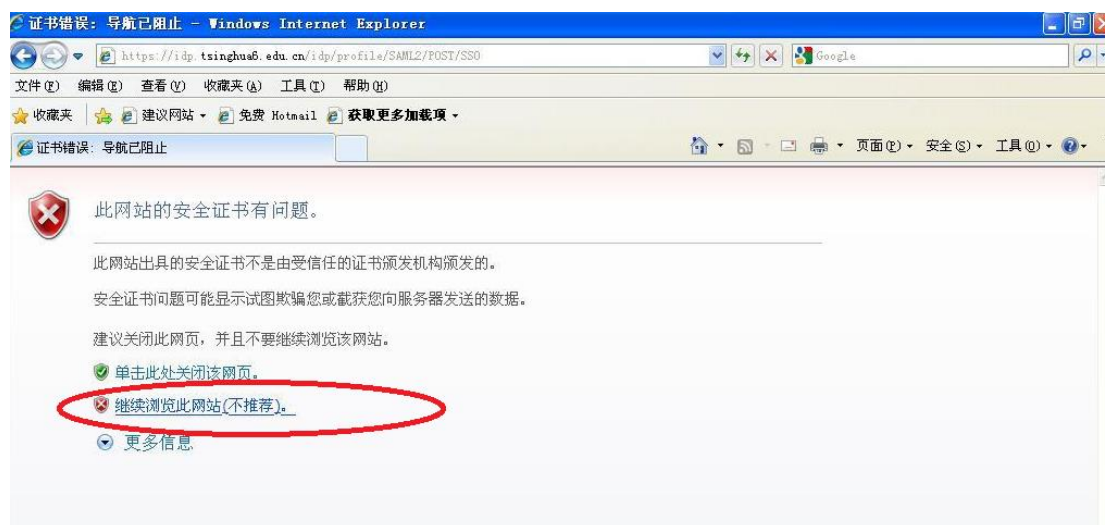 证书错误: 导航已阻止 - Windows Internet Explorer
https://idp.tsinghua6.edu.cn/idp/profile/SAML2/POST/SSO
Google
文件(F) 编辑(E) 查看(V) 收藏夹(A) 工具(T) 帮助(H)
收藏夹 建议网站 免费 Hotmail 获取更多加载项
证书错误: 导航已阻止 页面(P) 安全(S) 工具(O)
此网站的安全证书有问题。
此网站出具的安全证书不是由受信任的证书颁发机构颁发的。
安全证书问题可能显示试图欺骗您或截获您向服务器发送的数据。
建议关闭此网页，并且不要继续浏览该网站。
单击此处关闭该网页。
继续浏览此网站(不推荐)。
更多信息